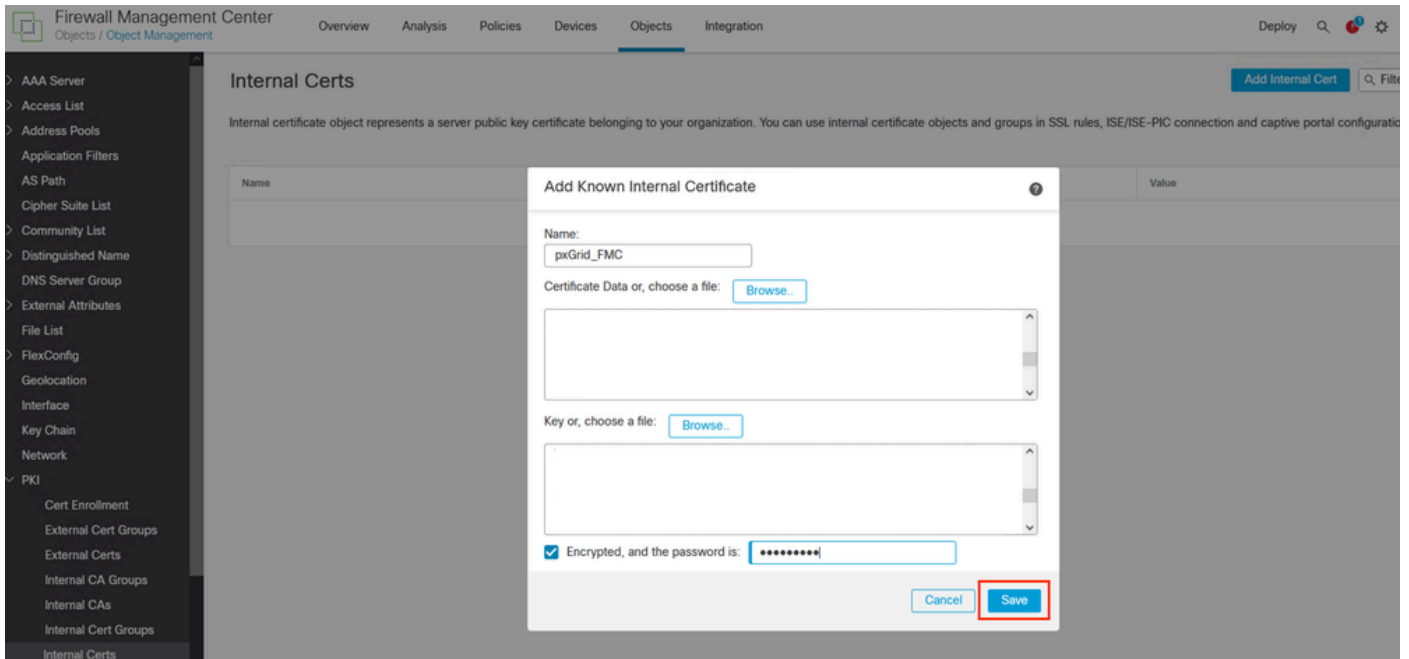 Firewall Management Center
Objects / Object Management
Overview
Analysis
Policies
Devices
Objects
Integration
Deploy
AAA Server
Access List
Address Pools
Application Filters
AS Path
Cipher Suite List
Community List
Distinguished Name
DNS Server Group
External Attributes
File List
FlexConfig
Geolocation
Interface
Key Chain
Network
PKI
Cert Enrollment
External Cert Groups
External Certs
Internal CA Groups
Internal CAs
Internal Cert Groups
Internal Certs
Internal Certs
Add Internal Cert
Filte
Internal certificate object represents a server public key certificate belonging to your organization. You can use internal certificate objects and groups in SSL rules, ISE/ISE-PIC connection and captive portal configuratio
Name
Value
Add Known Internal Certificate
Name:
pxGrid_FMC
Certificate Data or, choose a file:
Browse..
Key or, choose a file:
Browse..
Encrypted, and the password is:
•••••••••
Cancel
Save